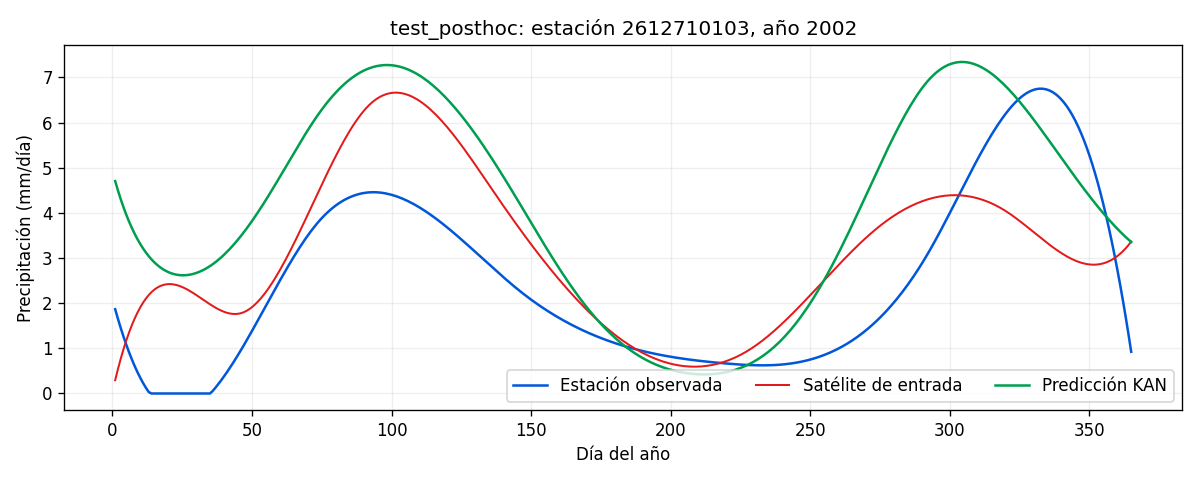 test_posthoc: estación 2612710103, año 2002
Precipitación (mm/día)
7
6
5
4
3
2
1
0
Estación observada Satélite de entrada Predicción KAN
0 50 100 150 200 250 300 350
Día del año